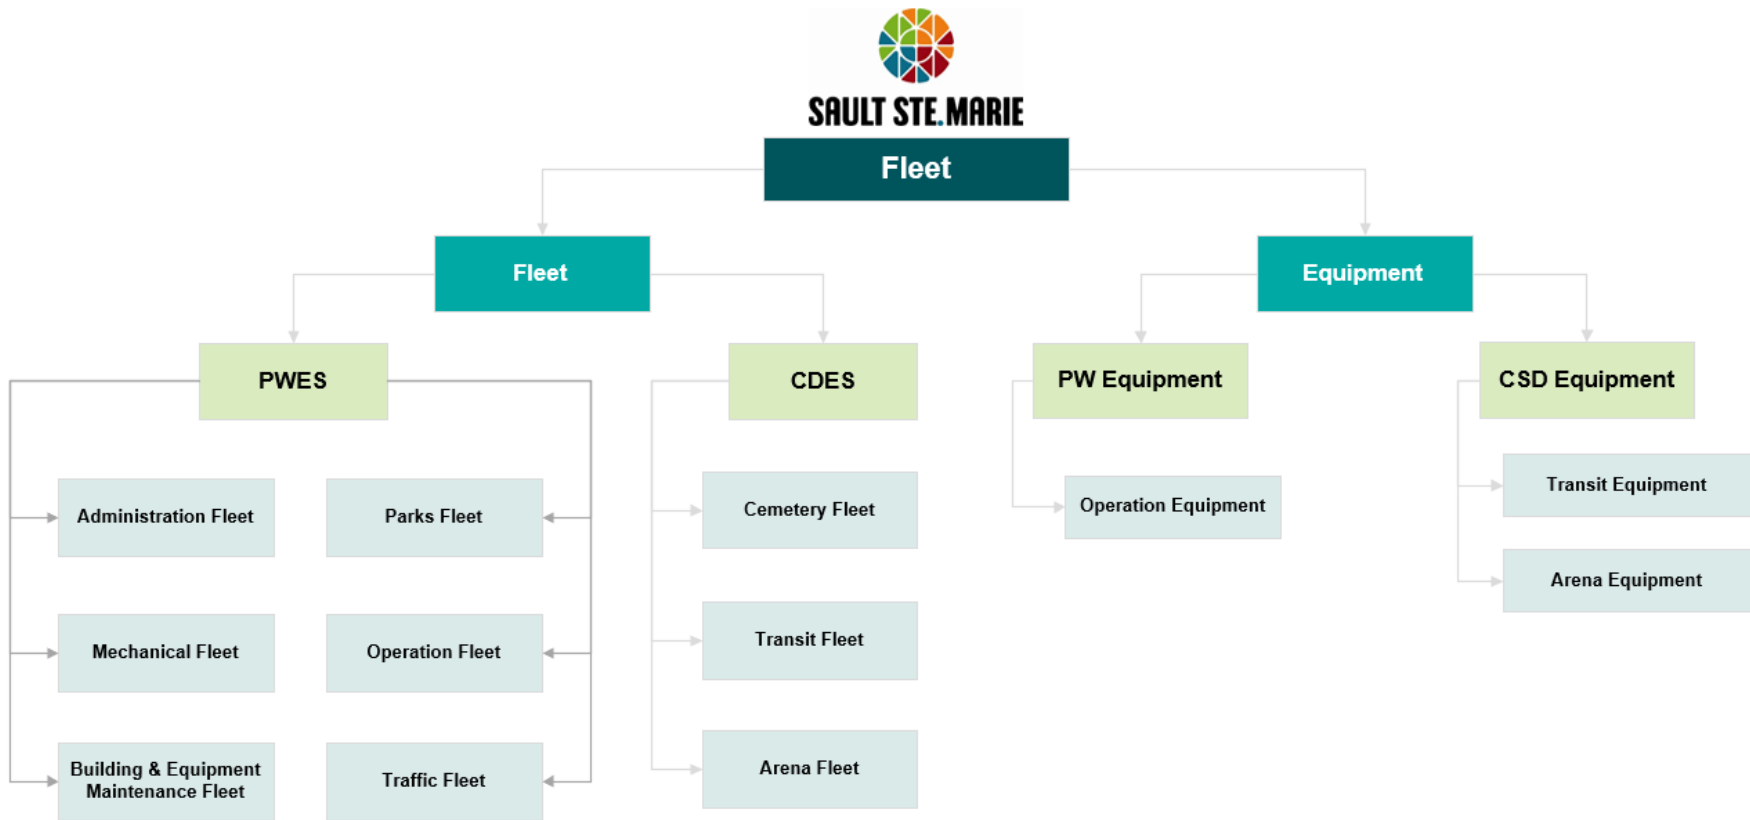 SAULT STE.MARIE
Fleet
Fleet
Equipment
PWES
CDES
PW Equipment
CSD Equipment
Administration Fleet
Parks Fleet
Mechanical Fleet
Operation Fleet
Building & Equipment
Maintenance Fleet
Traffic Fleet
Cemetery Fleet
Transit Fleet
Arena Fleet
Operation Equipment
Transit Equipment
Arena Equipment